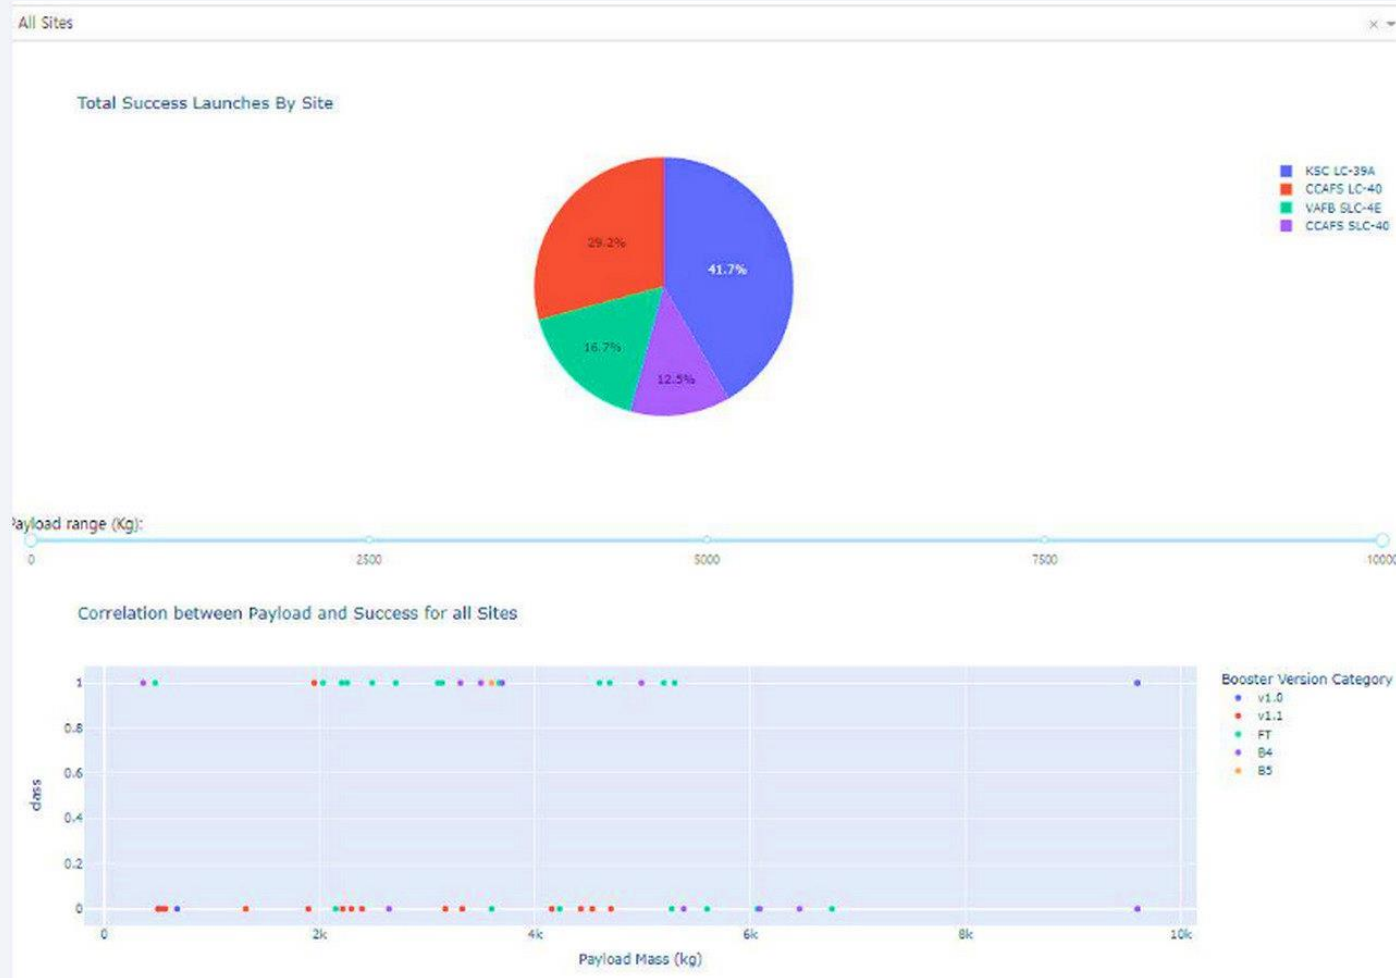 All Sites
Total Success Launches By Site
KSC LC-39A
CCAFS LC-40
VAFB SLC-4E
CCAFS SLC-40
29.2%
41.7%
16.7%
12.5%
Payload range (Kg):
0 2500 5000 7500 10000
Correlation between Payload and Success for all Sites
Booster Version Category
v1.0
v1.1
FT
B4
B5
1
0.8
0.6
class
0.4
0.2
0
0 2k 4k 6k 8k 10k
Payload Mass (kg)